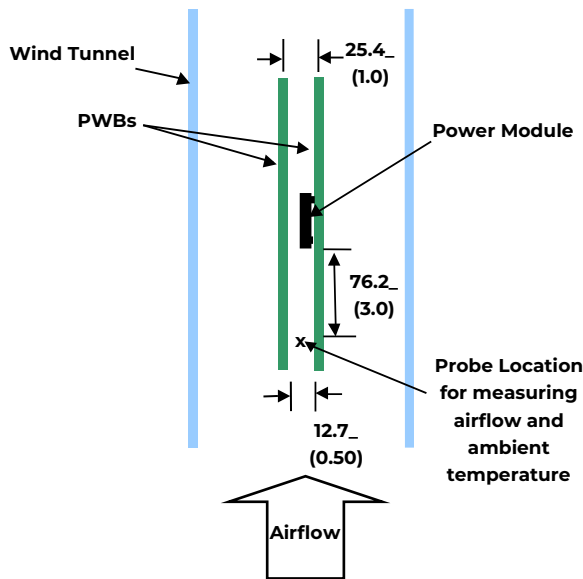 Wind Tunnel
25.4_
(1.0)
PWBs
Power Module
76.2_
(3.0)
x
Probe Location
for measuring
airflow and
ambient
temperature
12.7_
(0.50)
Airflow